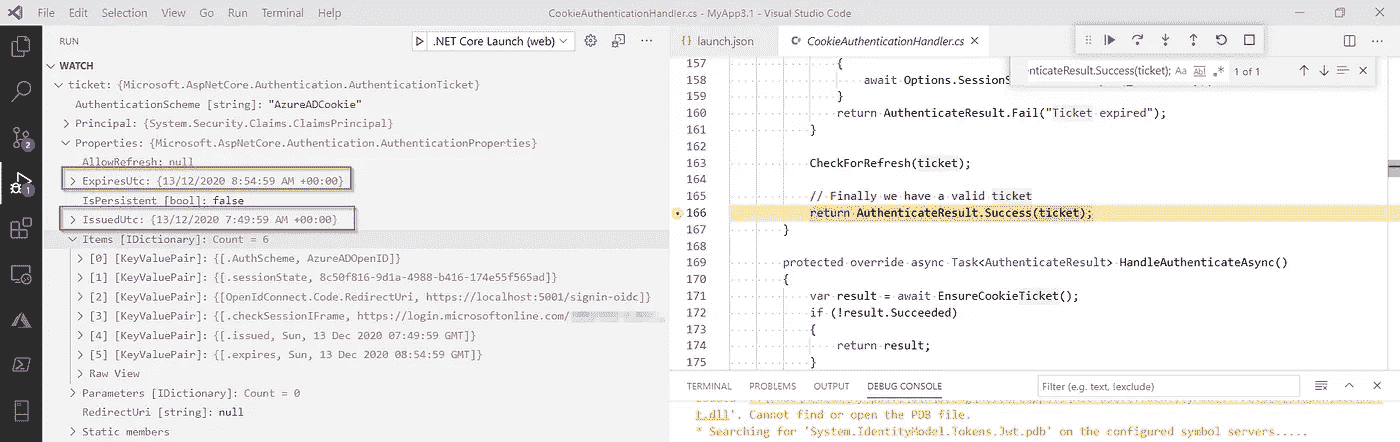 File Edit Selection View Go Run Terminal Help
CookieAuthenticationHandler.cs - MyApp3.1 - Visual Studio Code
RUN
.NET Core Launch (web)
WATCH
ticket: {Microsoft.AspNetCore.Authentication.AuthenticationTicket}
AuthenticationScheme [string]: "AzureADCookie"
Principal: {System.Security.Claims.ClaimsPrincipal}
Properties: {Microsoft.AspNetCore.Authentication.AuthenticationProperties}
AllowRefresh: null
ExpiresUtc: {13/12/2020 8:54:59 AM +00:00}
IsPersistent [bool]: false
IssuedUtc: {13/12/2020 7:49:59 AM +00:00}
Items [IDictionary]: Count = 6
[0] [KeyValuePair]: {[.AuthScheme, AzureADOpenID]}
[1] [KeyValuePair]: {[.sessionState, 8c50f816-9d1a-4988-b416-174e55f565ad]}
[2] [KeyValuePair]: {[OpenIdConnect.Code.RedirectUri, https://localhost:5001/signin-oidc]}
[3] [KeyValuePair]: {[.checkSessionIFrame, https://login.microsoftonline.com/
[4] [KeyValuePair]: {[.issued, Sun, 13 Dec 2020 07:49:59 GMT]}
[5] [KeyValuePair]: {[.expires, Sun, 13 Dec 2020 08:54:59 GMT]}
Raw View
Parameters [IDictionary]: Count = 0
RedirectUri [string]: null
Static members
2
1
launch.json
CookieAuthenticationHandler.cs
enticateResult.Success(ticket); Aa Ab 1 of 1
157 {
158 await Options.SessionS
159 }
160 return AuthenticateResult.Fail("Ticket expired");
161 }
162
163 CheckForRefresh(ticket);
164
165 // Finally we have a valid ticket
166 return AuthenticateResult.Success(ticket);
167 }
168
169 protected override async Task<AuthenticateResult> HandleAuthenticateAsync()
170 {
171 var result = await EnsureCookieTicket();
172 if (!result.Succeeded)
173 {
174 return result;
175 }
TERMINAL PROBLEMS OUTPUT DEBUG CONSOLE
Filter (e.g. text, !exclude)
t.dll'. Cannot find or open the PDB file.
* Searching for 'System.IdentityModel.Tokens.Jwt.pdb' on the configured symbol servers.....